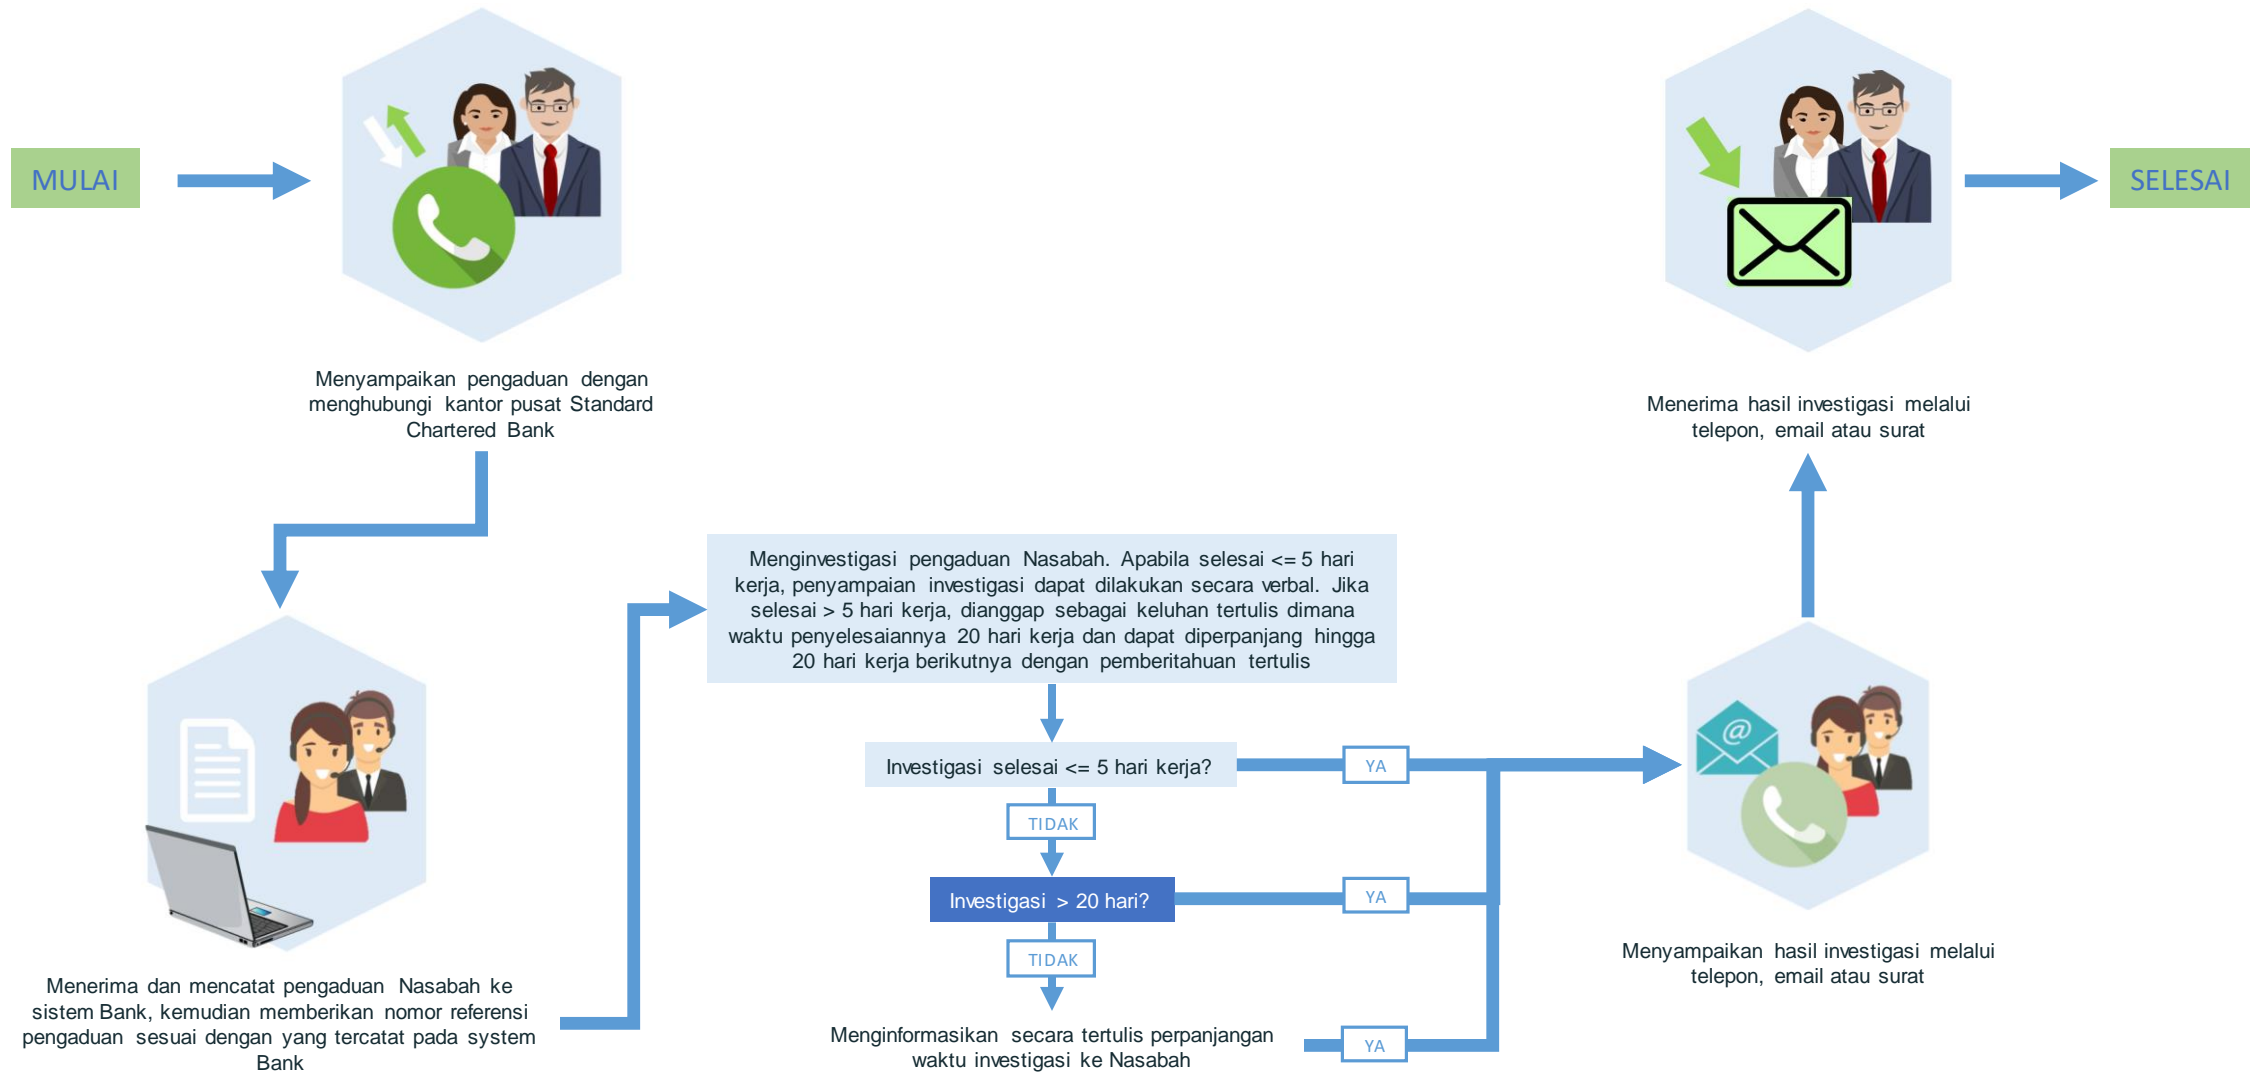 MULAI
Menyampaikan pengaduan dengan
menghubungi kantor pusat Standard
Chartered Bank
Menerima dan mencatat pengaduan Nasabah ke
sistem Bank, kemudian memberikan nomor referensi
pengaduan sesuai dengan yang tercatat pada system
Bank
Menginvestigasi pengaduan Nasabah. Apabila selesai <= 5 hari
kerja, penyampaian investigasi dapat dilakukan secara verbal. Jika
selesai > 5 hari kerja, dianggap sebagai keluhan tertulis dimana
waktu penyelesaiannya 20 hari kerja dan dapat diperpanjang hingga
20 hari kerja berikutnya dengan pemberitahuan tertulis
Investigasi selesai <= 5 hari kerja?
YA
TIDAK
Investigasi > 20 hari?
YA
TIDAK
Menginformasikan secara tertulis perpanjangan
waktu investigasi ke Nasabah
YA
@
Menyampaikan hasil investigasi melalui
telepon, email atau surat
Menerima hasil investigasi melalui
telepon, email atau surat
SELESAI